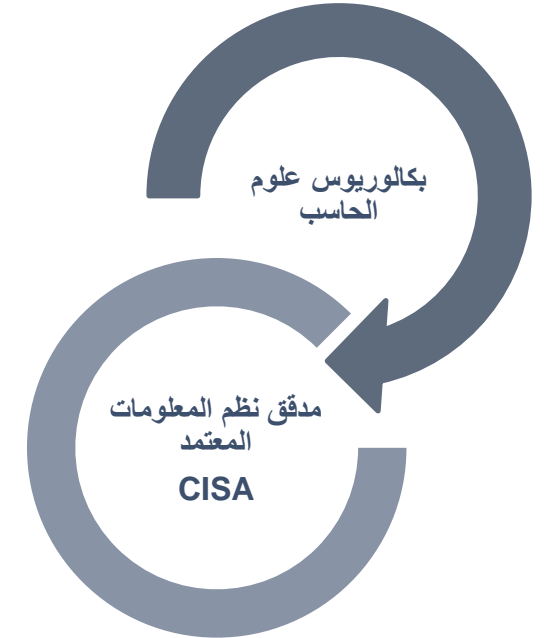 بكالوريوس علوم
الحاسب
مدقق نظم المعلومات
المعتمد
CISA